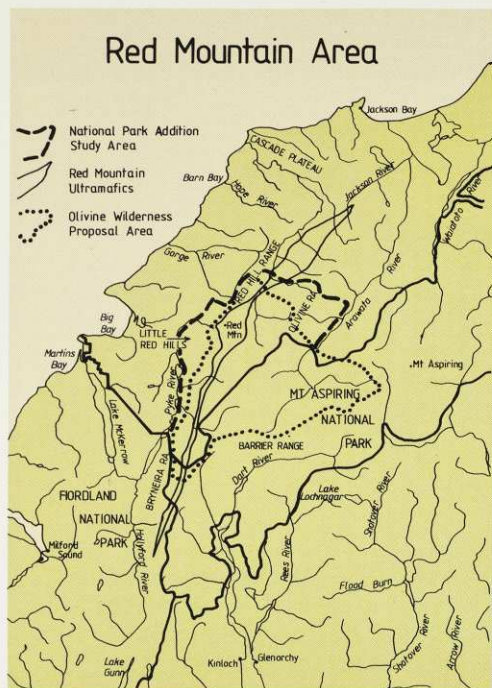 Red Mountain Area
National Park Addition
Study Area
Red Mountain
Ultramafics
Olivine Wilderness
Proposal Area
Jackson Bay
CASCADE PLATEAU
Barn Bay
Hope River
Jackson River
Waiatoto River
Gorge River
RED HILL RANGE
River
Arawata
OLIVINE RA
Big
Bay
LITTLE
RED HILLS
Red
Mtn
Martins
Bay
Pyke River
Mt Aspiring
MT ASPIRING
NATIONAL
PARK
Lake McKerrow
BARRIER RANGE
BRYNEIRA RA
Dart River
Lake
Lochnagar
FIORDLAND
NATIONAL
PARK
Hollyford River
Shotover River
Milford
Sound
Rees River
Flood Burn
Lake
Gunn
Kinloch
Glenorchy
Shotover River
Arrow River